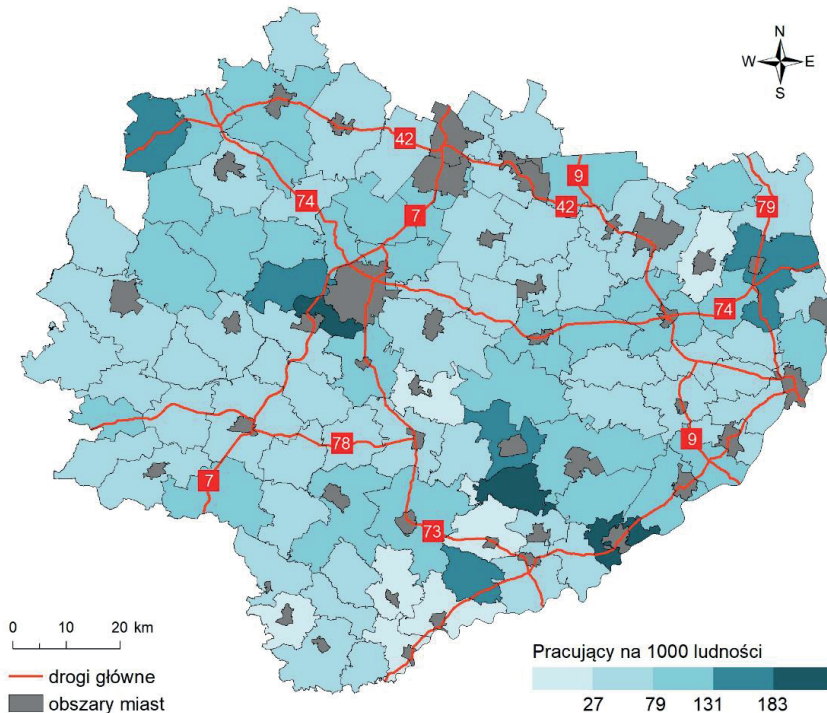 N
W E
S
42
9
74
79
7
42
74
78
9
7
73
0 10 20 km
drogi główne
obszary miast
Pracujący na 1000 ludności
27 79 131 183